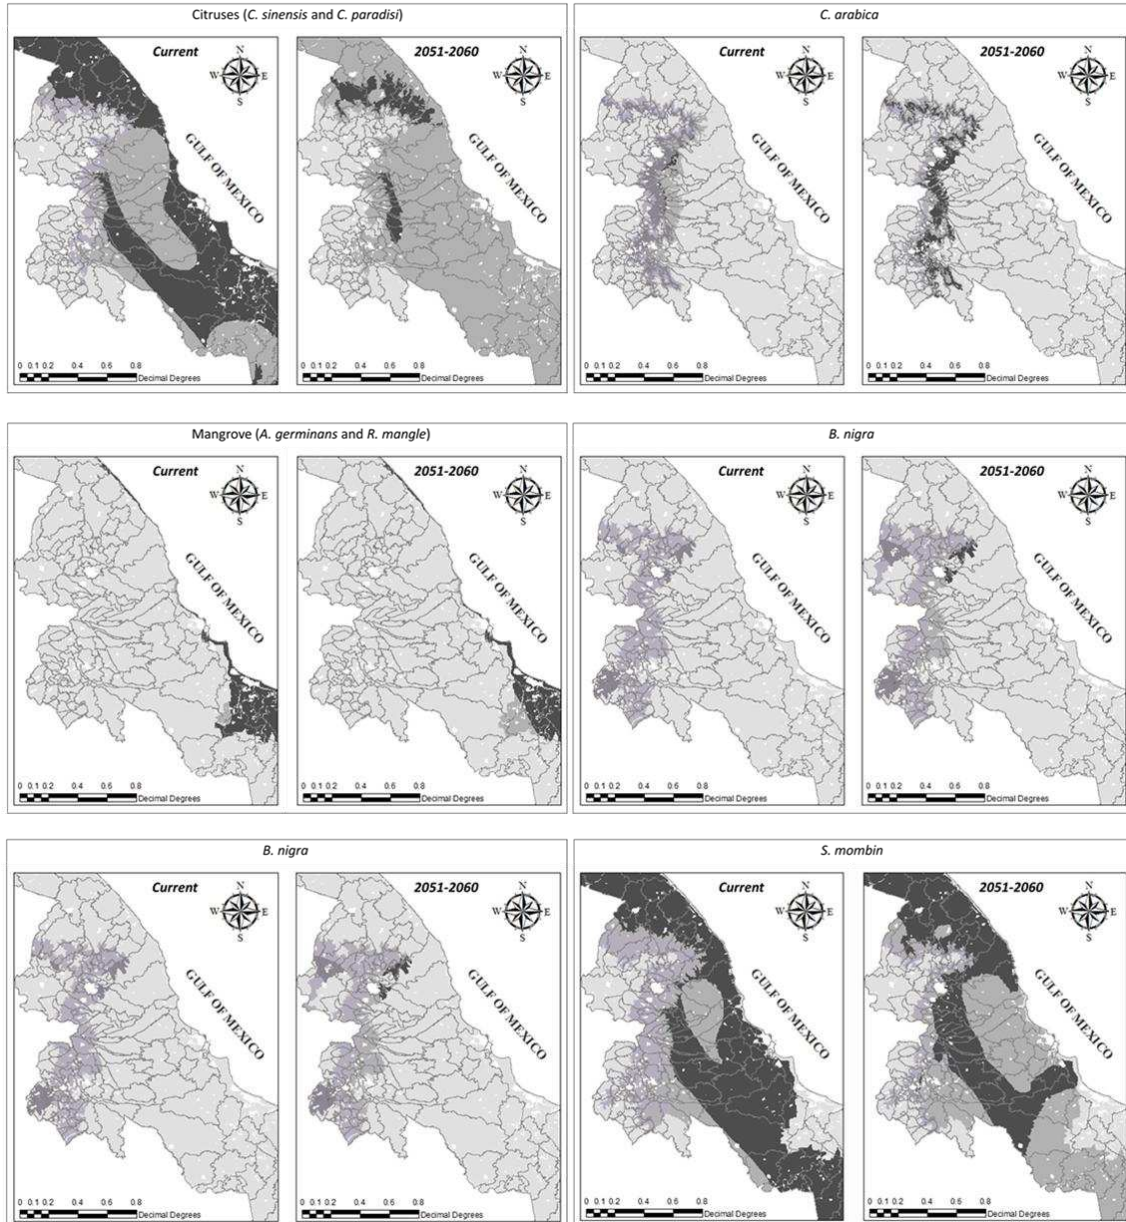 Citruses (C. sinensis and C. paradisi)
Current
N
W E
S
GULF OF MEXICO
0 0.1 0.2 0.4 0.6 0.8
Decimal Degrees
2051-2060
N
W E
S
GULF OF MEXICO
0 0.1 0.2 0.4 0.6 0.8
Decimal Degrees
C. arabica
Current
N
W E
S
GULF OF MEXICO
0 0.1 0.2 0.4 0.6 0.8
Decimal Degrees
2051-2060
N
W E
S
GULF OF MEXICO
0 0.1 0.2 0.4 0.6 0.8
Decimal Degrees
Mangrove (A. germinans and R. mangle)
Current
N
W E
S
GULF OF MEXICO
0 0.1 0.2 0.4 0.6 0.8
Decimal Degrees
2051-2060
N
W E
S
GULF OF MEXICO
0 0.1 0.2 0.4 0.6 0.8
Decimal Degrees
B. nigra
Current
N
W E
S
GULF OF MEXICO
0 0.1 0.2 0.4 0.6 0.8
Decimal Degrees
2051-2060
N
W E
S
GULF OF MEXICO
0 0.1 0.2 0.4 0.6 0.8
Decimal Degrees
B. nigra
Current
N
W E
S
GULF OF MEXICO
0 0.1 0.2 0.4 0.6 0.8
Decimal Degrees
2051-2060
N
W E
S
GULF OF MEXICO
0 0.1 0.2 0.4 0.6 0.8
Decimal Degrees
S. mombin
Current
N
W E
S
GULF OF MEXICO
0 0.1 0.2 0.4 0.6 0.8
Decimal Degrees
2051-2060
N
W E
S
GULF OF MEXICO
0 0.1 0.2 0.4 0.6 0.8
Decimal Degrees